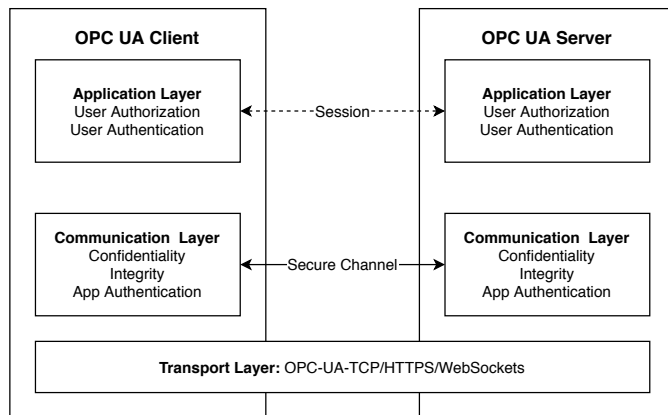 OPC UA Client
OPC UA Server
Application Layer
User Authorization
User Authentication
Session
Application Layer
User Authorization
User Authentication
Communication Layer
Confidentiality
Integrity
App Authentication
Secure Channel
Communication Layer
Confidentiality
Integrity
App Authentication
Transport Layer: OPC-UA-TCP/HTTPS/WebSockets